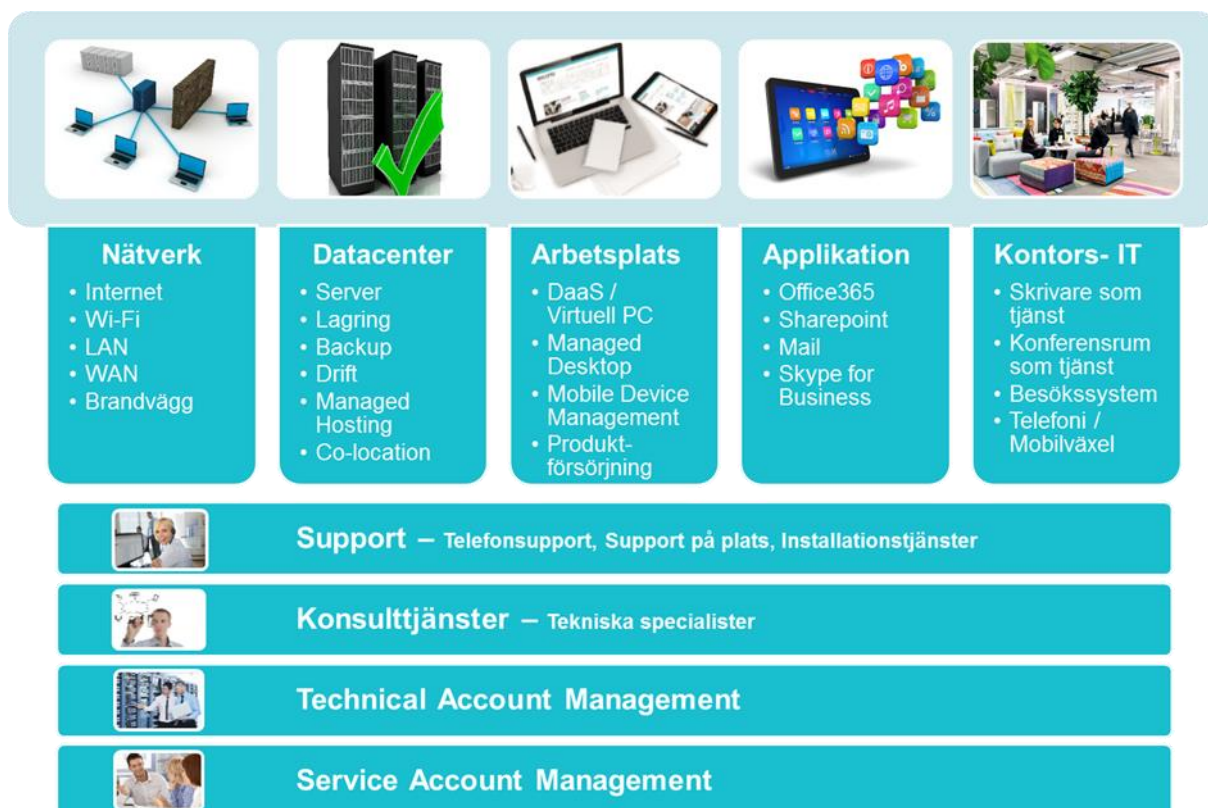 Nätverk
• Internet
• Wi-Fi
• LAN
• WAN
• Brandvägg
Datacenter
• Server
• Lagring
• Backup
• Drift
• Managed
Hosting
• Co-location
Arbetsplats
• DaaS /
Virtuell PC
• Managed
Desktop
• Mobile Device
Management
• Produkt-
försörjning
Applikation
• Office365
• Sharepoint
• Mail
• Skype for
Business
Kontors- IT
• Skrivare som
tjänst
• Konferensrum
som tjänst
• Besökssystem
• Telefoni /
Mobilväxel
Support – Telefonsupport, Support på plats, Installationstjänster
Konsulttjänster – Tekniska specialister
Technical Account Management
Service Account Management